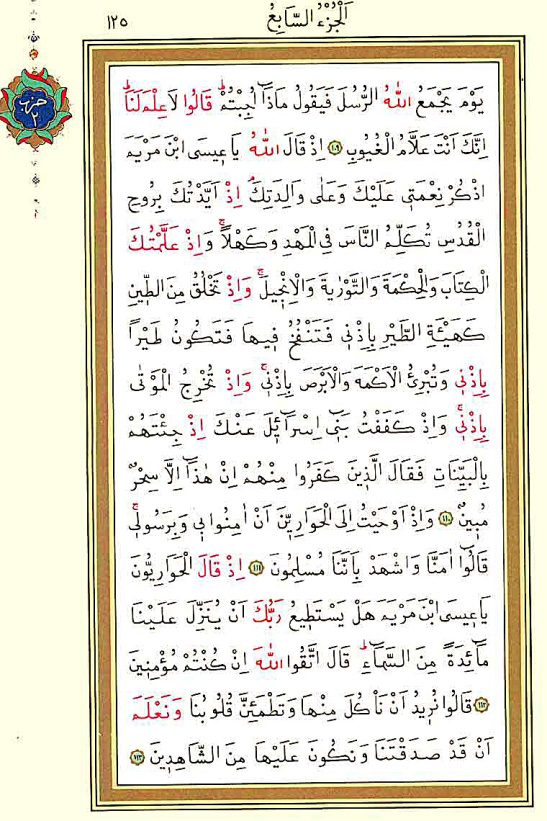 اَلْجُزْءُ السَّابِعُ
١٢٥
حزب
٢
يَوْمَ يَجْمَعُ اللّٰهُ الرُّسُلَ فَيَقُولُ مَاذَٓا اُجِبْتُمْ قَالُوا لَا عِلْمَ لَنَا
اِنَّكَ اَنْتَ عَلَّامُ الْغُيُوبِ ﴿١٠٩﴾ اِذْ قَالَ اللّٰهُ يَا عِيسَى ابْنَ مَرْيَمَ
اذْكُرْ نِعْمَتِي عَلَيْكَ وَعَلٰى وَالِدَتِكَ اِذْ اَيَّدْتُكَ بِرُوحِ
الْقُدُسِ تُكَلِّمُ النَّاسَ فِي الْمَهْدِ وَكَهْلًا وَاِذْ عَلَّمْتُكَ
الْكِتَابَ وَالْحِكْمَةَ وَالتَّوْرٰيةَ وَالْاِنْجِيلَ وَاِذْ تَخْلُقُ مِنَ الطِّينِ
كَهَيْـَٔةِ الطَّيْرِ بِاِذْنِي فَتَنْفُخُ فِيهَا فَتَكُونُ طَيْرًا
بِاِذْنِي وَتُبْرِئُ الْاَكْمَهَ وَالْاَبْرَصَ بِاِذْنِي وَاِذْ تُخْرِجُ الْمَوْتٰى
بِاِذْنِي وَاِذْ كَفَفْتُ بَنِٓي اِسْرَٓائِلَ عَنْكَ اِذْ جِئْتَهُمْ
بِالْبَيِّنَاتِ فَقَالَ الَّذِينَ كَفَرُوا مِنْهُمْ اِنْ هٰذَٓا اِلَّا سِحْرٌ
مُبِينٌ ﴿١١٠﴾ وَاِذْ اَوْحَيْتُ اِلَى الْحَوَارِيِّنَ اَنْ اٰمِنُوا بِي وَبِرَسُولِي
قَالُٓوا اٰمَنَّا وَاشْهَدْ بِاَنَّنَا مُسْلِمُونَ ﴿١١١﴾ اِذْ قَالَ الْحَوَارِيُّونَ
يَا عِيسَى ابْنَ مَرْيَمَ هَلْ يَسْتَطِيعُ رَبُّكَ اَنْ يُنَزِّلَ عَلَيْنَا
مَٓائِدَةً مِنَ السَّمَٓاءِ قَالَ اتَّقُوا اللّٰهَ اِنْ كُنْتُمْ مُؤْمِنِينَ
﴿١١٢﴾ قَالُوا نُرِيدُ اَنْ نَأْكُلَ مِنْهَا وَتَطْمَئِنَّ قُلُوبُنَا وَنَعْلَمَ
اَنْ قَدْ صَدَقْتَنَا وَنَكُونَ عَلَيْهَا مِنَ الشَّاهِدِينَ ﴿١١٣﴾